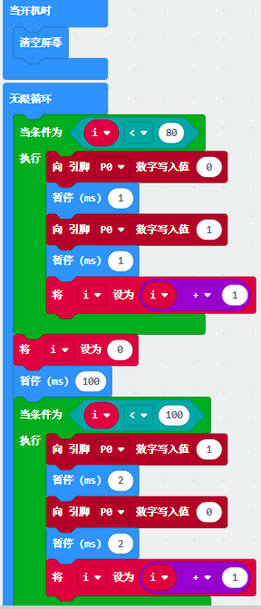 当开机时
清空屏幕
无限循环
当条件为 i < 80
执行
向 引脚 P0 数字写入值 0
暂停 (ms) 1
向 引脚 P0 数字写入值 1
暂停 (ms) 1
将 i 设为 i + 1
将 i 设为 0
暂停 (ms) 100
当条件为 i < 100
执行
向 引脚 P0 数字写入值 1
暂停 (ms) 2
向 引脚 P0 数字写入值 0
暂停 (ms) 2
将 i 设为 i + 1